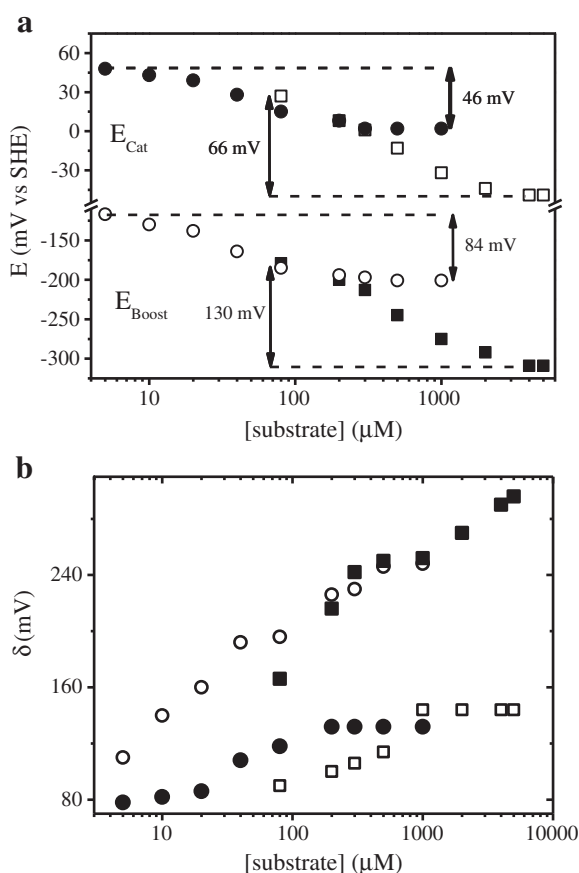 a
60
30
0
-30
-150
-200
-250
-300
E (mV vs SHE)
E_Cat
E_Boost
46 mV
66 mV
84 mV
130 mV
10
100
1000
[substrate] (μM)
b
240
160
80
δ (mV)
10
100
1000
10000
[substrate] (μM)